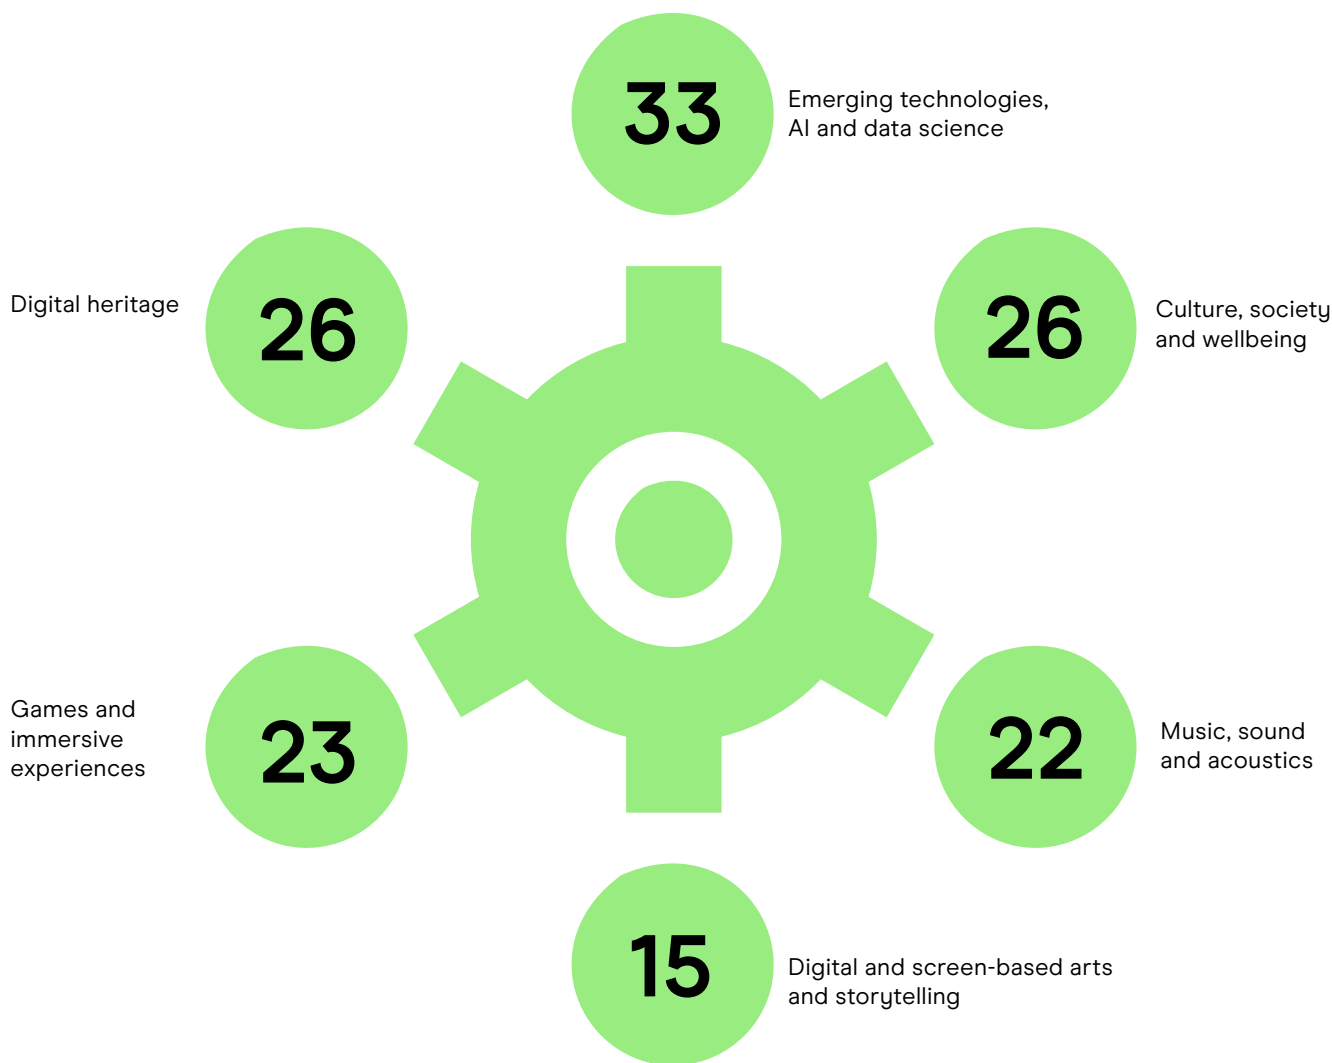 33
Emerging technologies,
AI and data science
26
Culture, society
and wellbeing
22
Music, sound
and acoustics
15
Digital and screen-based arts
and storytelling
23
Games and
immersive
experiences
26
Digital heritage